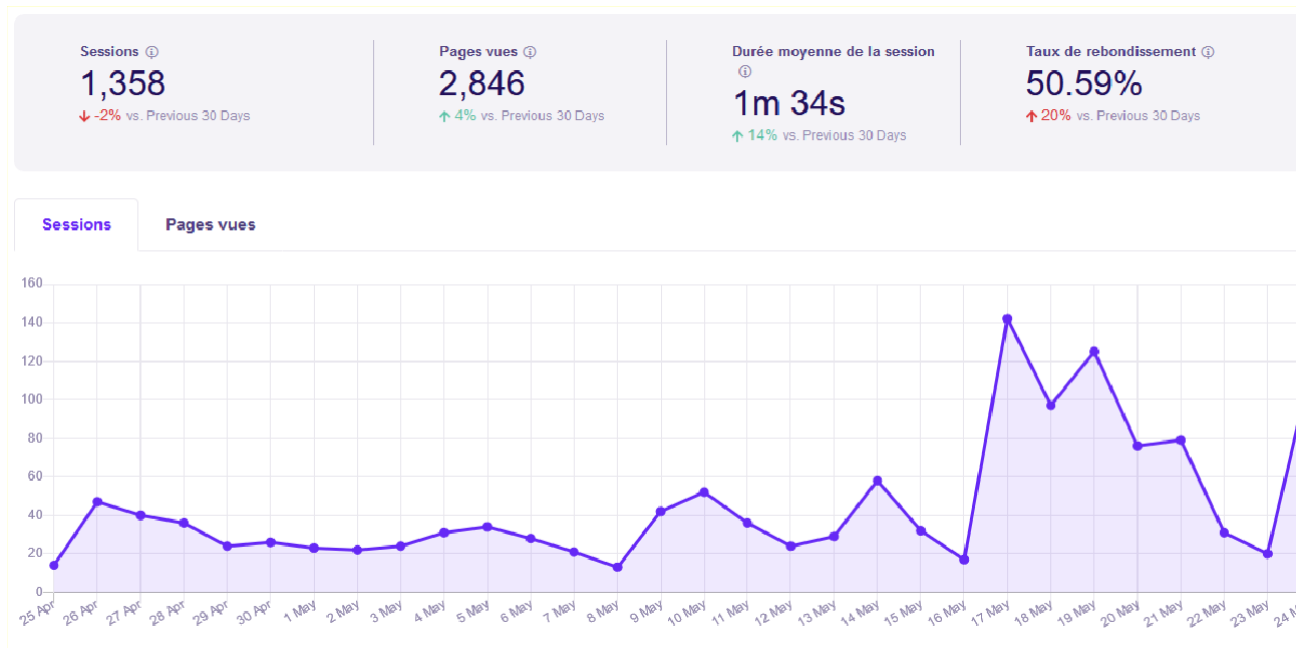 Sessions ⓘ
1,358
↓ -2% vs. Previous 30 Days
Pages vues ⓘ
2,846
↑ 4% vs. Previous 30 Days
Durée moyenne de la session
ⓘ
1m 34s
↑ 14% vs. Previous 30 Days
Taux de rebondissement ⓘ
50.59%
↑ 20% vs. Previous 30 Days
Sessions Pages vues
160
140
120
100
80
60
40
20
0
25 Apr 26 Apr 27 Apr 28 Apr 29 Apr 30 Apr 1 May 2 May 3 May 4 May 5 May 6 May 7 May 8 May 9 May 10 May 11 May 12 May 13 May 14 May 15 May 16 May 17 May 18 May 19 May 20 May 21 May 22 May 23 May 24